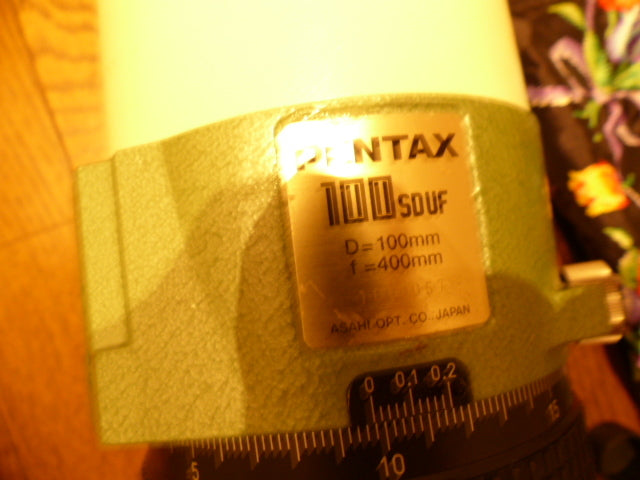 PENTAX
100 SDUF
D=100mm
f =400mm
ASAHI OPT. CO. JAPAN
0 0.1 0.2
5 10 15